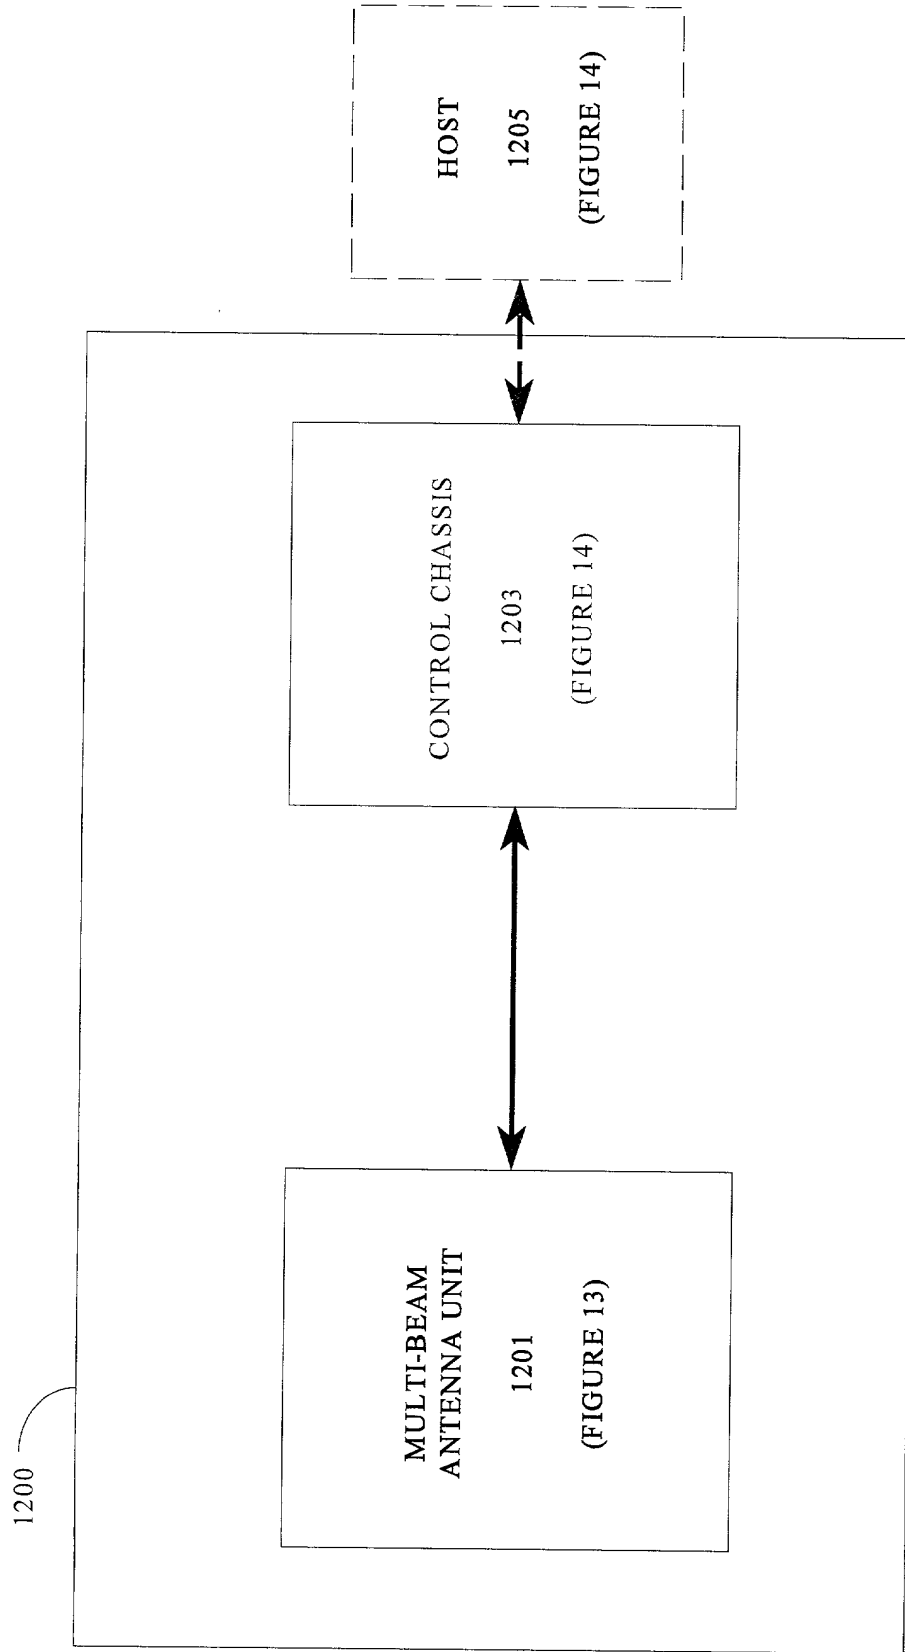 1200
MULTI-BEAM
ANTENNA UNIT
1201
(FIGURE 13)
CONTROL CHASSIS
1203
(FIGURE 14)
HOST
1205
(FIGURE 14)